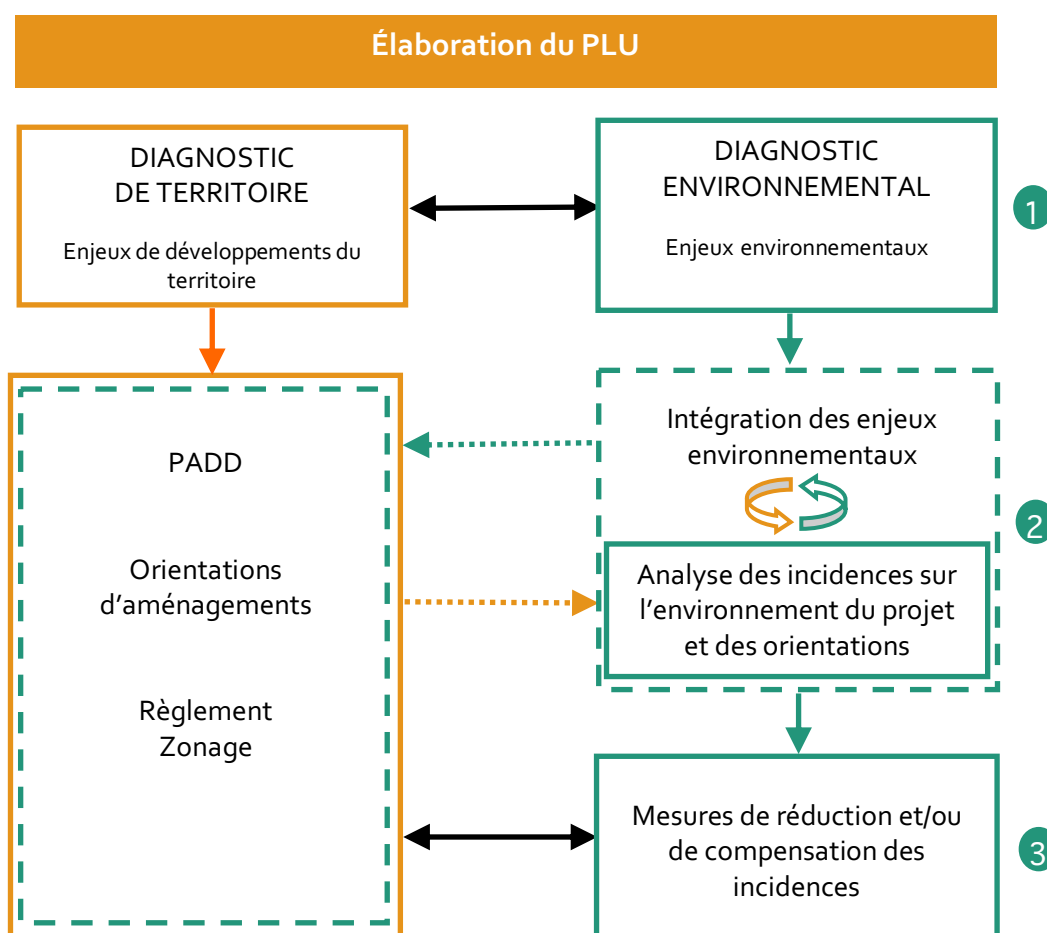 Élaboration du PLU
DIAGNOSTIC
DE TERRITOIRE
Enjeux de développements du
territoire
DIAGNOSTIC
ENVIRONNEMENTAL
Enjeux environnementaux
1
PADD
Orientations
d'aménagements
Règlement
Zonage
Intégration des enjeux
environnementaux
Analyse des incidences sur
l'environnement du projet
et des orientations
2
Mesures de réduction et/ou
de compensation des
incidences
3